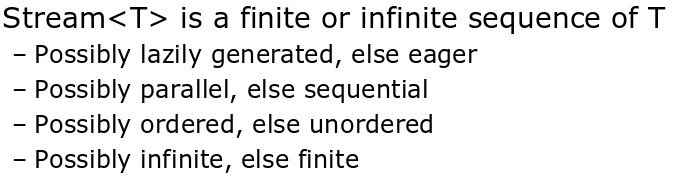 Stream<T> is a finite or infinite sequence of T
– Possibly lazily generated, else eager
– Possibly parallel, else sequential
– Possibly ordered, else unordered
– Possibly infinite, else finite